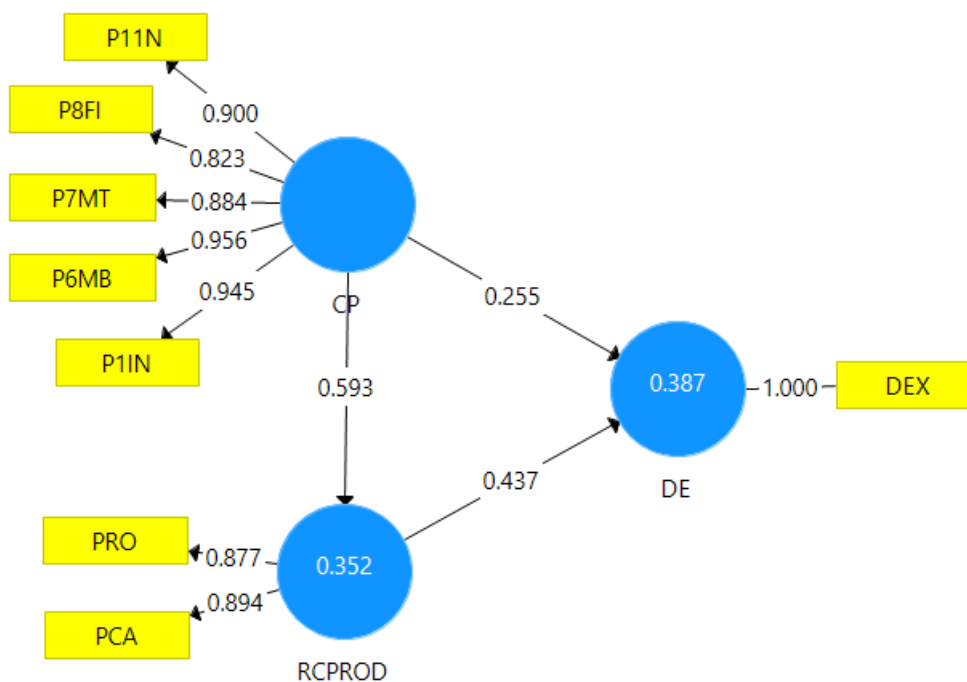 P11N
0.900
P8FI
0.823
P7MT
0.884
P6MB
0.956
0.945
P1IN
CP
0.255
0.593
0.387
1.000
DEX
DE
0.437
PRO
0.877
0.352
0.894
PCA
RCPROD